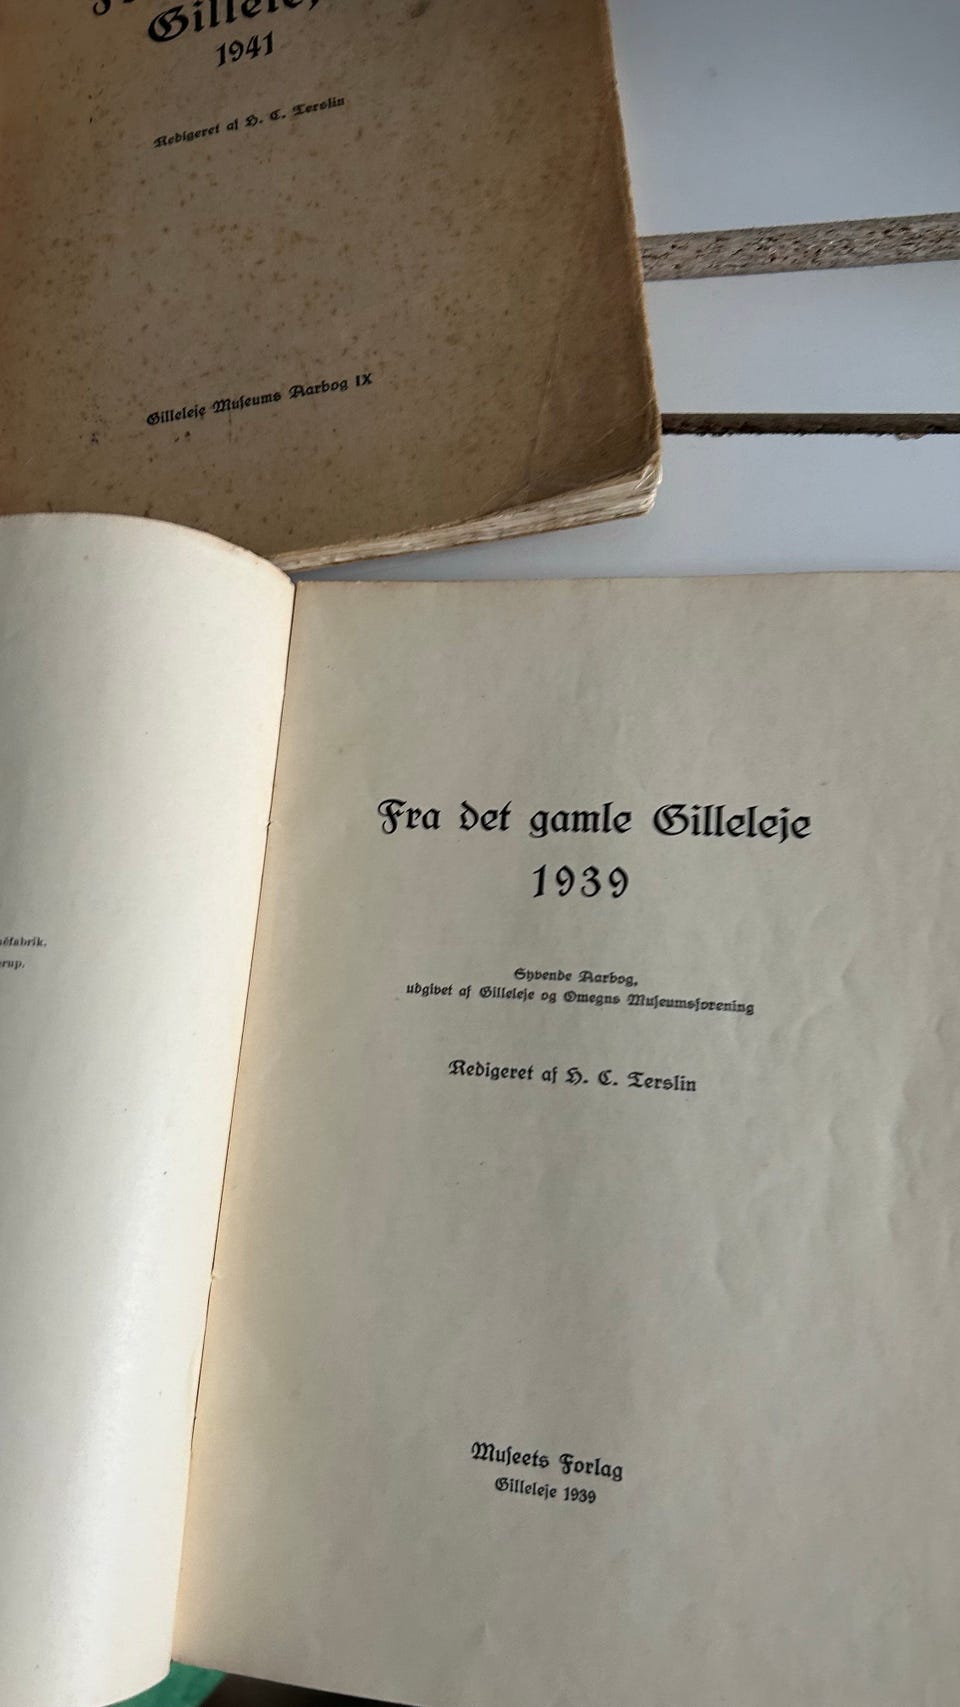 Gilleleje
1941
Redigeret af H. C. Terslin
Gilleleje Museums Aarbog IX
Fra det gamle Gilleleje
1939
Syvende Aarbog,
udgivet af Gilleleje og Omegns Museumsforening
Redigeret af H. C. Terslin
Museets Forlag
Gilleleje 1939